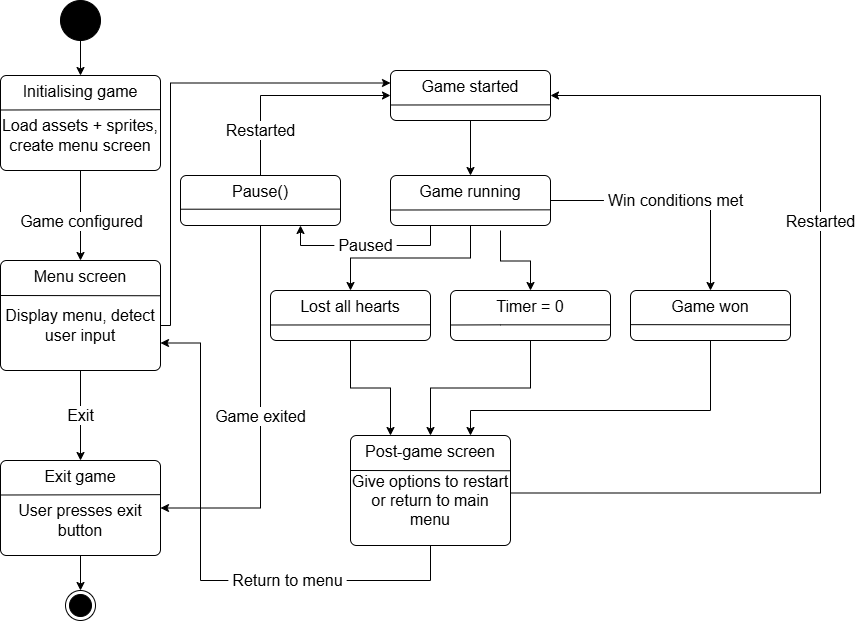 Initialising game
Load assets + sprites,
create menu screen
Game configured
Menu screen
Display menu, detect
user input
Exit
Exit game
User presses exit
button
Game started
Restarted
Pause()
Game running
Win conditions met
Restarted
Paused
Lost all hearts
Timer = 0
Game won
Game exited
Post-game screen
Give options to restart
or return to main
menu
Return to menu